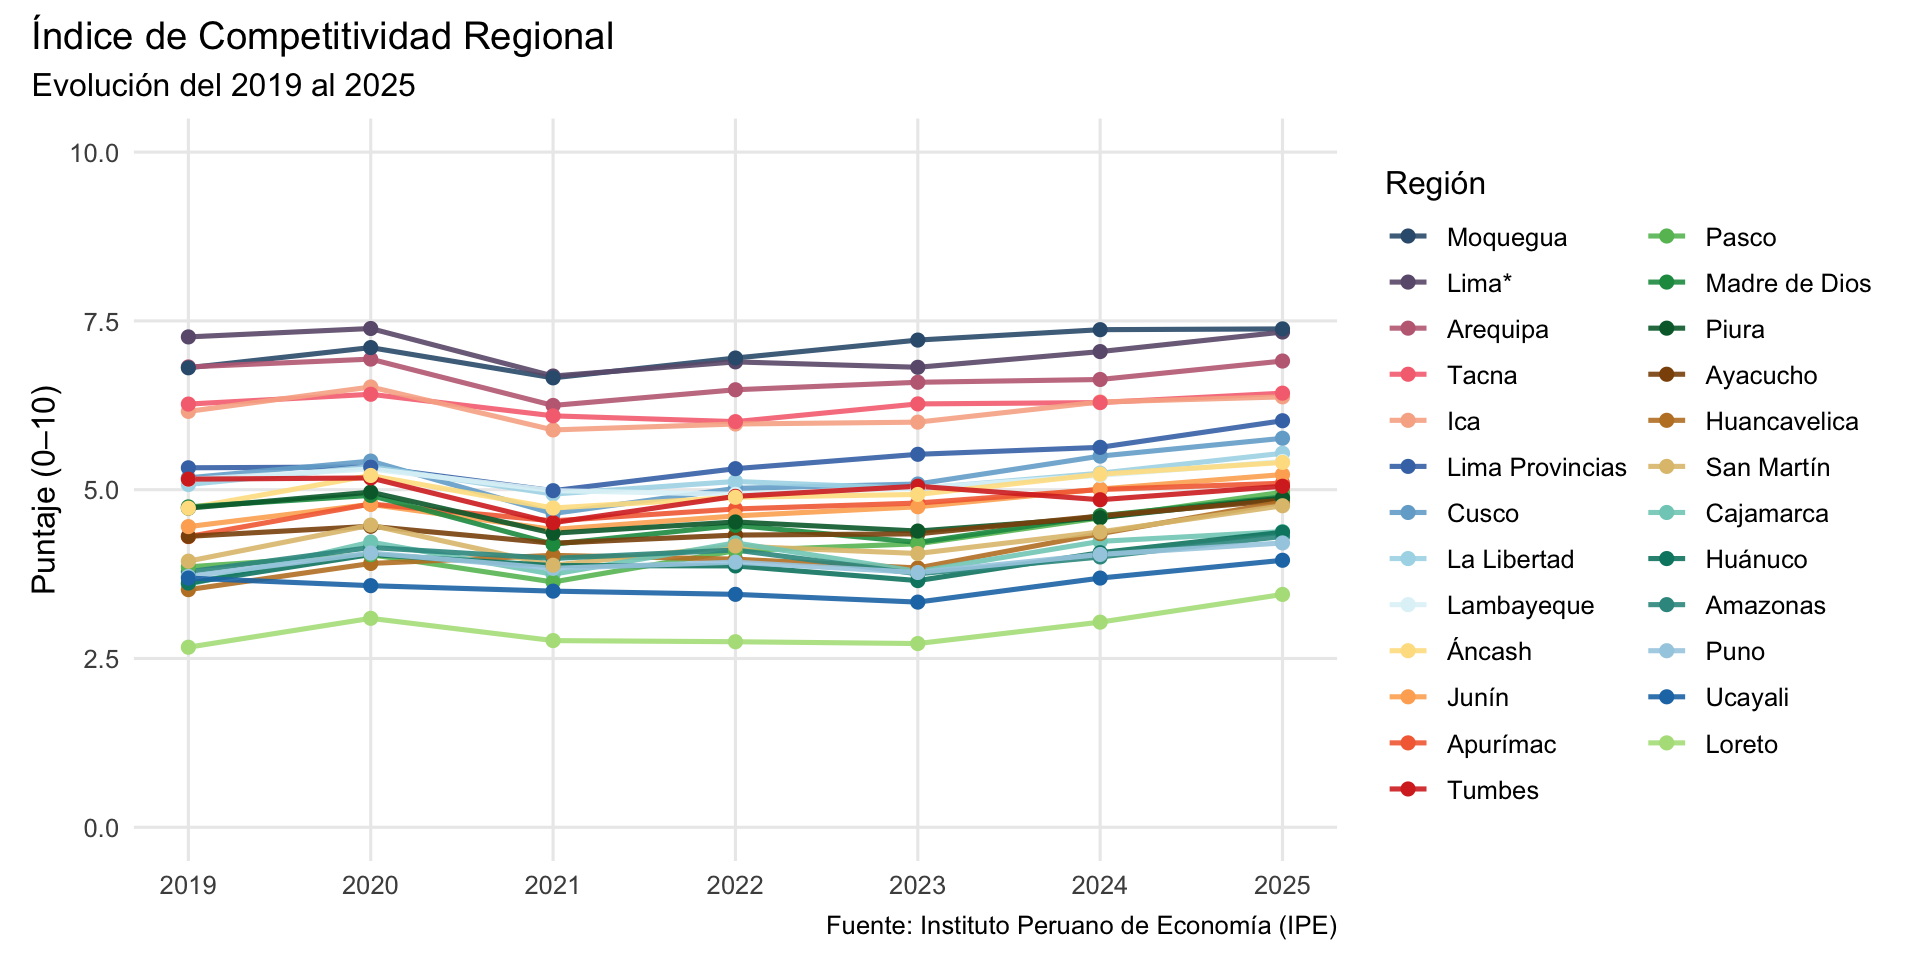 Índice de Competitividad Regional
Evolución del 2019 al 2025
Puntaje (0–10)
10.0
7.5
5.0
2.5
0.0
2019 2020 2021 2022 2023 2024 2025
Fuente: Instituto Peruano de Economía (IPE)
Región
Moquegua
Lima*
Arequipa
Tacna
Ica
Lima Provincias
Cusco
La Libertad
Lambayeque
Áncash
Junín
Apurímac
Tumbes
Pasco
Madre de Dios
Piura
Ayacucho
Huancavelica
San Martín
Cajamarca
Huánuco
Amazonas
Puno
Ucayali
Loreto